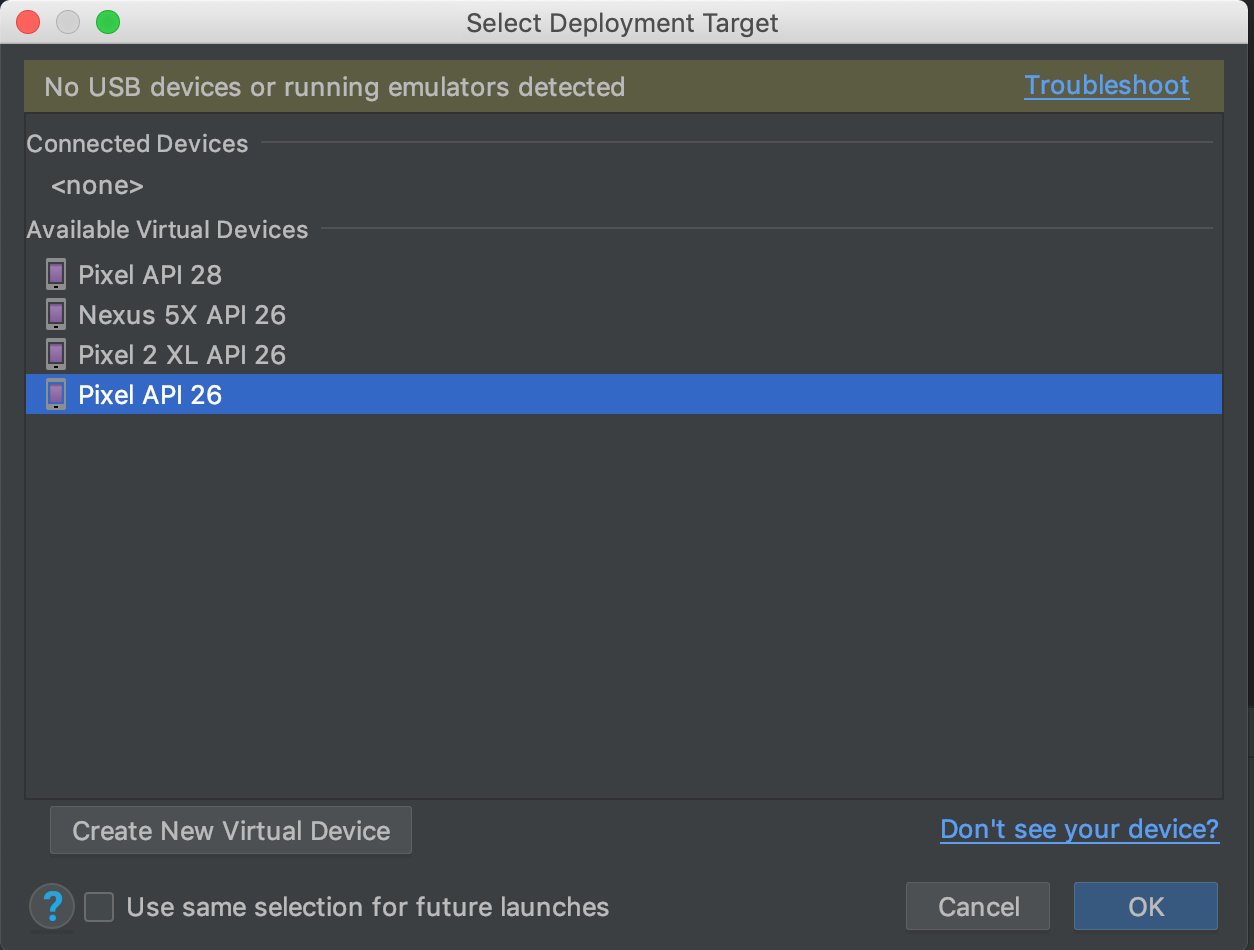 Select Deployment Target
No USB devices or running emulators detected Troubleshoot
Connected Devices
<none>
Available Virtual Devices
Pixel API 28
Nexus 5X API 26
Pixel 2 XL API 26
Pixel API 26
Create New Virtual Device Don't see your device?
? Use same selection for future launches Cancel OK